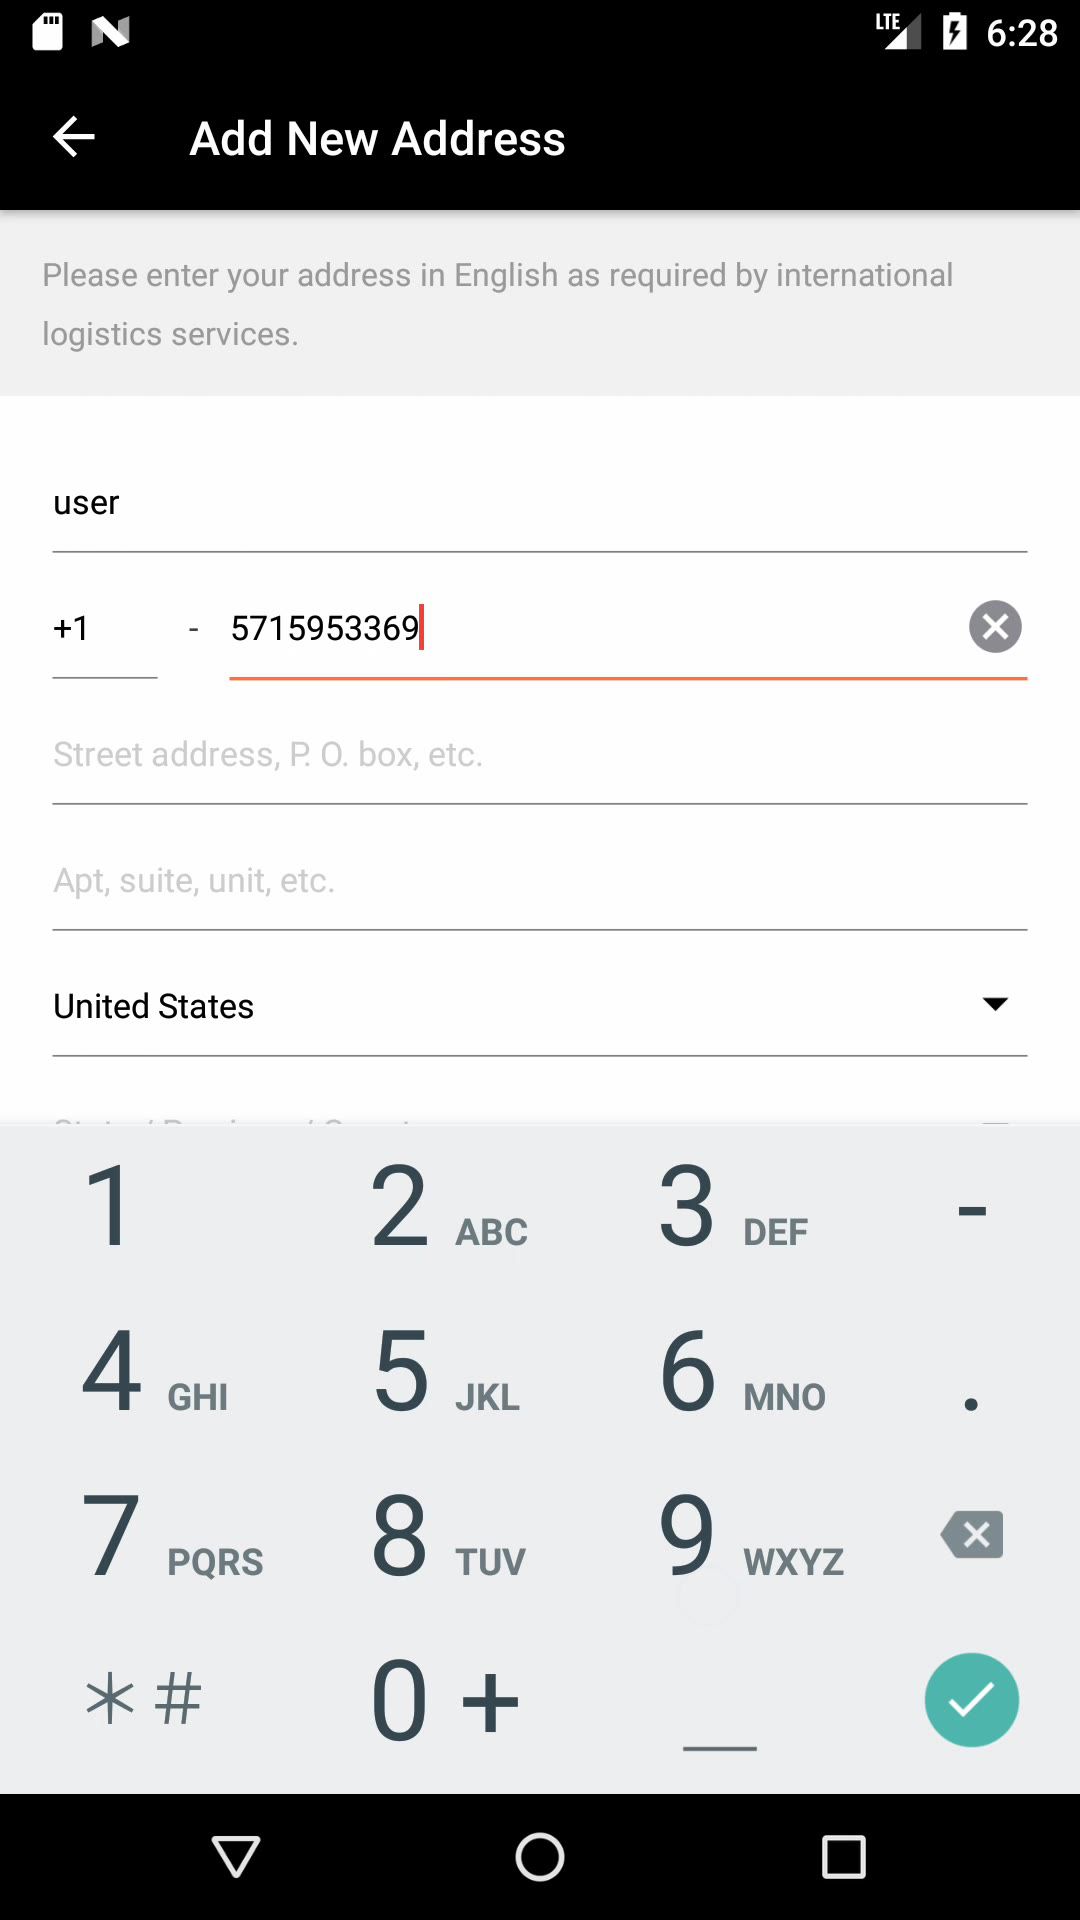 LTE 6:28
Add New Address
Please enter your address in English as required by international
logistics services.
user
+1 - 5715953369
Street address, P. O. box, etc.
Apt, suite, unit, etc.
United States
1 2 ABC 3 DEF -
4 GHI 5 JKL 6 MNO .
7 PQRS 8 TUV 9 WXYZ
* # 0 + _